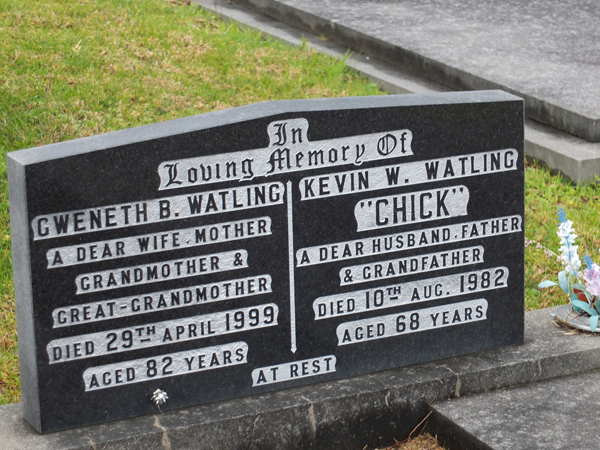 In
Loving Memory Of
GWENETH B. WATLING
A DEAR WIFE, MOTHER
GRANDMOTHER &
GREAT-GRANDMOTHER
DIED 29TH APRIL 1999
AGED 82 YEARS
KEVIN W. WATLING
"CHICK"
A DEAR HUSBAND, FATHER
& GRANDFATHER
DIED 10TH AUG. 1982
AGED 68 YEARS
AT REST